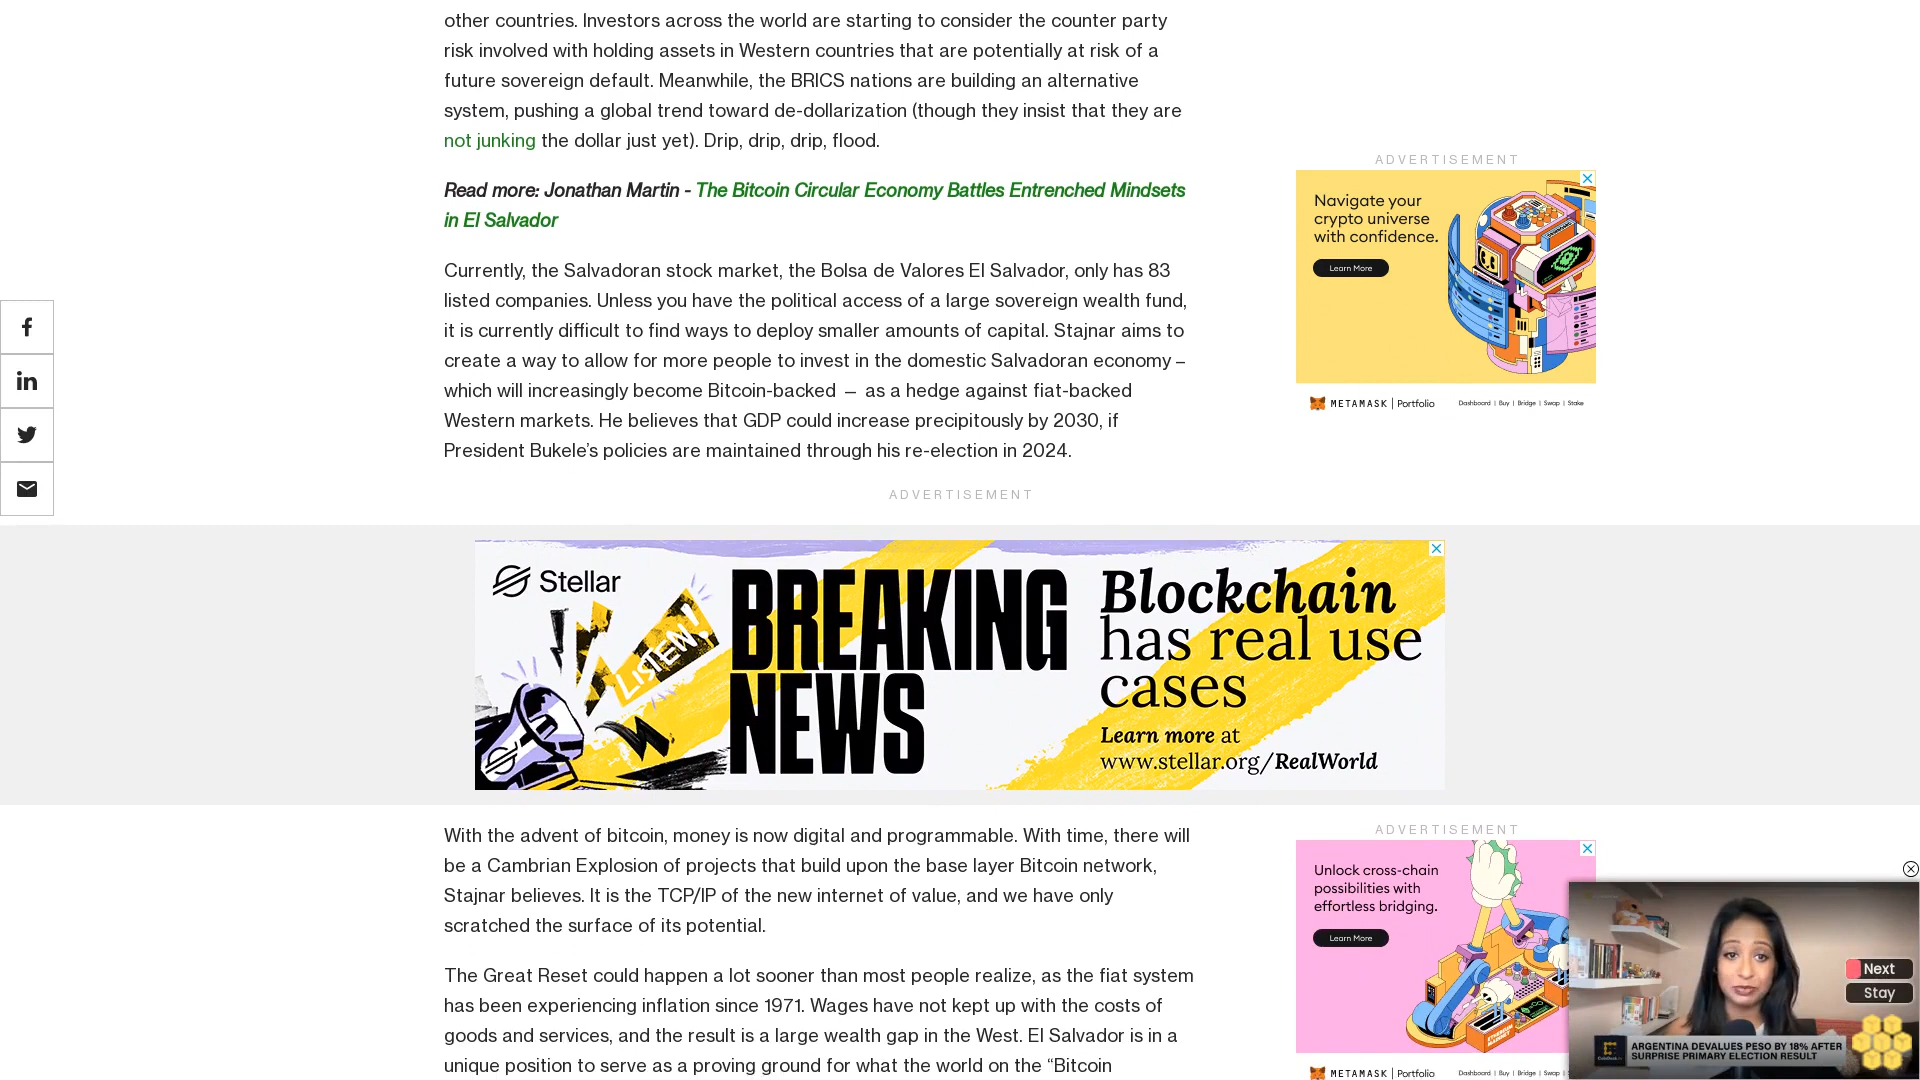 other countries. Investors across the world are starting to consider the counter party
risk involved with holding assets in Western countries that are potentially at risk of a
future sovereign default. Meanwhile, the BRICS nations are building an alternative
system, pushing a global trend toward de-dollarization (though they insist that they are
not junking the dollar just yet). Drip, drip, drip, flood.
Read more: Jonathan Martin - The Bitcoin Circular Economy Battles Entrenched Mindsets
in El Salvador
Currently, the Salvadoran stock market, the Bolsa de Valores El Salvador, only has 83
listed companies. Unless you have the political access of a large sovereign wealth fund,
it is currently difficult to find ways to deploy smaller amounts of capital. Stajnar aims to
create a way to allow for more people to invest in the domestic Salvadoran economy –
which will increasingly become Bitcoin-backed — as a hedge against fiat-backed
Western markets. He believes that GDP could increase precipitously by 2030, if
President Bukele’s policies are maintained through his re-election in 2024.
ADVERTISEMENT
Navigate your
crypto universe
with confidence.
Learn More
METAMASK | Portfolio
Dashboard | Buy | Bridge | Swap | Stake
ADVERTISEMENT
Stellar
LISTEN!
BREAKING
NEWS
Blockchain
has real use
cases
Learn more at
www.stellar.org/RealWorld
With the advent of bitcoin, money is now digital and programmable. With time, there will
be a Cambrian Explosion of projects that build upon the base layer Bitcoin network,
Stajnar believes. It is the TCP/IP of the new internet of value, and we have only
scratched the surface of its potential.
The Great Reset could happen a lot sooner than most people realize, as the fiat system
has been experiencing inflation since 1971. Wages have not kept up with the costs of
goods and services, and the result is a large wealth gap in the West. El Salvador is in a
unique position to serve as a proving ground for what the world on the “Bitcoin
ADVERTISEMENT
Unlock cross-chain
possibilities with
effortless bridging.
Learn More
METAMASK | Portfolio
Dashboard | Buy | Bridge | Swap |
Next
Stay
ARGENTINA DEVALUES PESO BY 18% AFTER
SURPRISE PRIMARY ELECTION RESULT